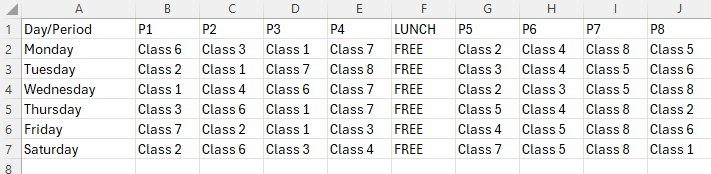 A B C D E F G H I J
1 Day/Period P1 P2 P3 P4 LUNCH P5 P6 P7 P8
2 Monday Class 6 Class 3 Class 1 Class 7 FREE Class 2 Class 4 Class 8 Class 5
3 Tuesday Class 2 Class 1 Class 7 Class 8 FREE Class 3 Class 4 Class 5 Class 6
4 Wednesday Class 1 Class 4 Class 6 Class 7 FREE Class 2 Class 3 Class 5 Class 8
5 Thursday Class 3 Class 6 Class 1 Class 7 FREE Class 5 Class 4 Class 8 Class 2
6 Friday Class 7 Class 2 Class 1 Class 3 FREE Class 4 Class 5 Class 8 Class 6
7 Saturday Class 2 Class 6 Class 3 Class 4 FREE Class 7 Class 5 Class 8 Class 1
8